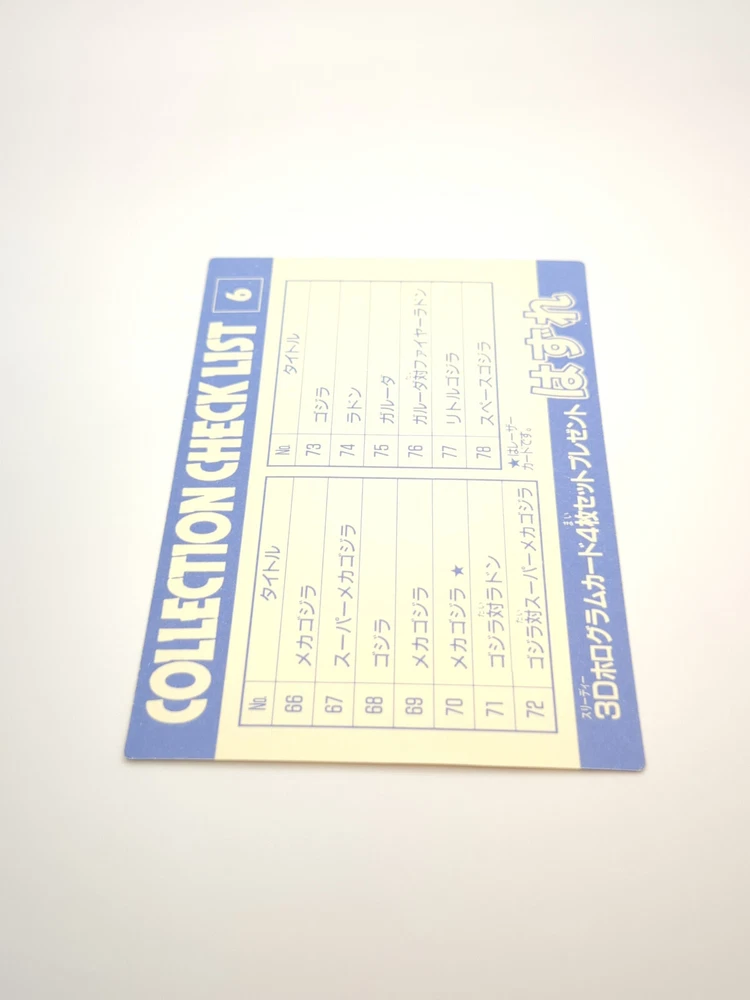 COLLECTION CHECK LIST 6
No. タイトル
66 メカゴジラ
67 スーパーメカゴジラ
68 ゴジラ
69 メカゴジラ
70 メカゴジラ ★
71 ゴジラ対ラドン
72 ゴジラ対スーパーメカゴジラ
No. タイトル
73 ゴジラ
74 ラドン
75 ガルーダ
76 ガルーダ対ファイヤーラドン
77 リトルゴジラ
78 スペースゴジラ
★はレーザー
カードです。
3Dホログラムカード4枚セットプレゼント はずれ